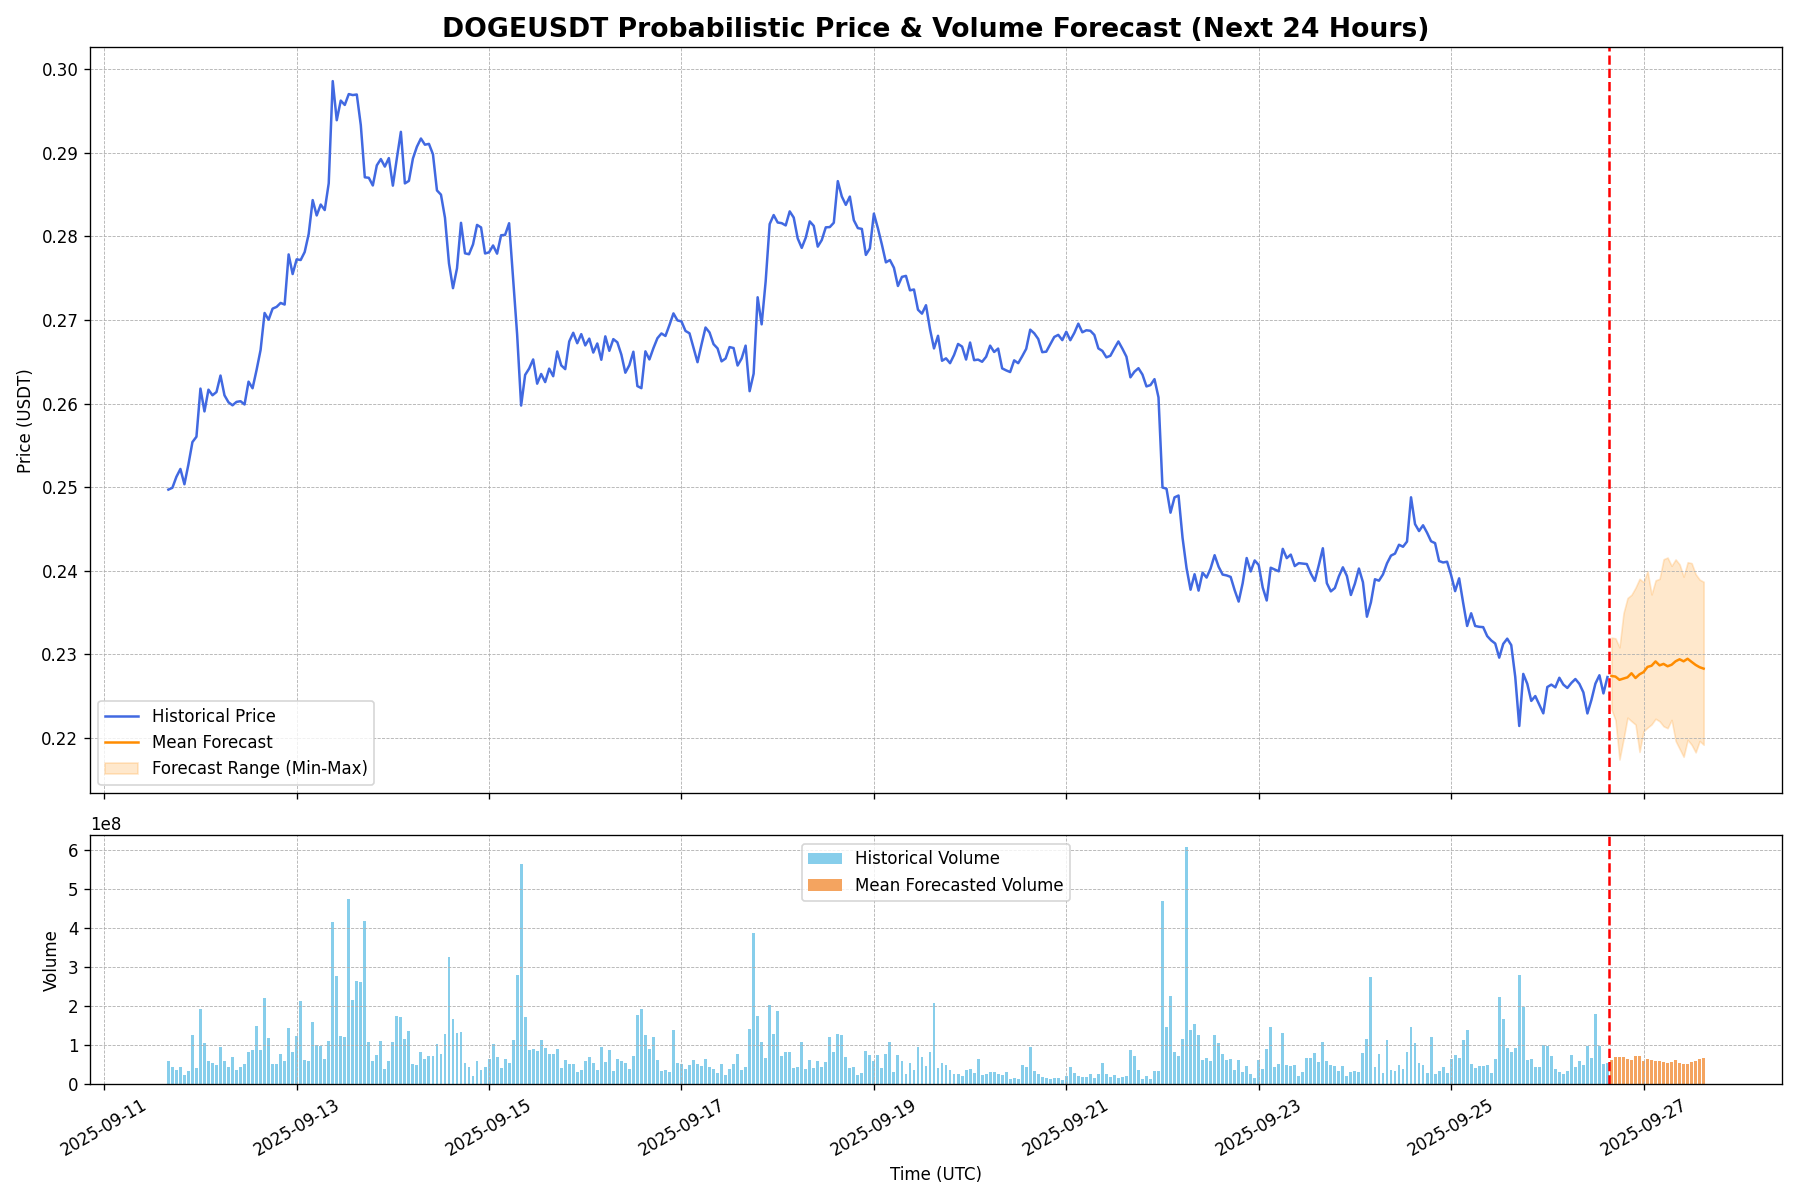 DOGEUSDT Probabilistic Price & Volume Forecast (Next 24 Hours)
Price (USDT)
0.30
0.29
0.28
0.27
0.26
0.25
0.24
0.23
0.22
Historical Price
Mean Forecast
Forecast Range (Min-Max)
1e8
Volume
6
5
4
3
2
1
0
Historical Volume
Mean Forecasted Volume
2025-09-11
2025-09-13
2025-09-15
2025-09-17
2025-09-19
2025-09-21
2025-09-23
2025-09-25
2025-09-27
Time (UTC)